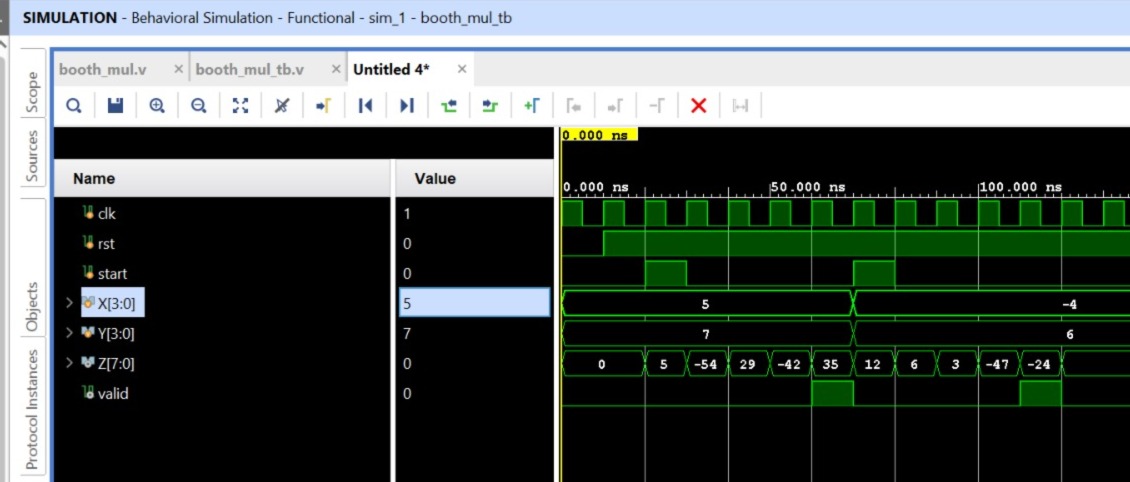 SIMULATION - Behavioral Simulation - Functional - sim_1 - booth_mul_tb
booth_mul.v × booth_mul_tb.v × Untitled 4* ×
Scope
Sources
Objects
Protocol Instances
0.000 ns
Name Value
0.000 ns 50.000 ns 100.000 ns
clk 1
rst 0
start 0
X[3:0] 5 5 -4
Y[3:0] 7 7 6
Z[7:0] 0 0 5 -54 29 -42 35 12 6 3 -47 -24
valid 0